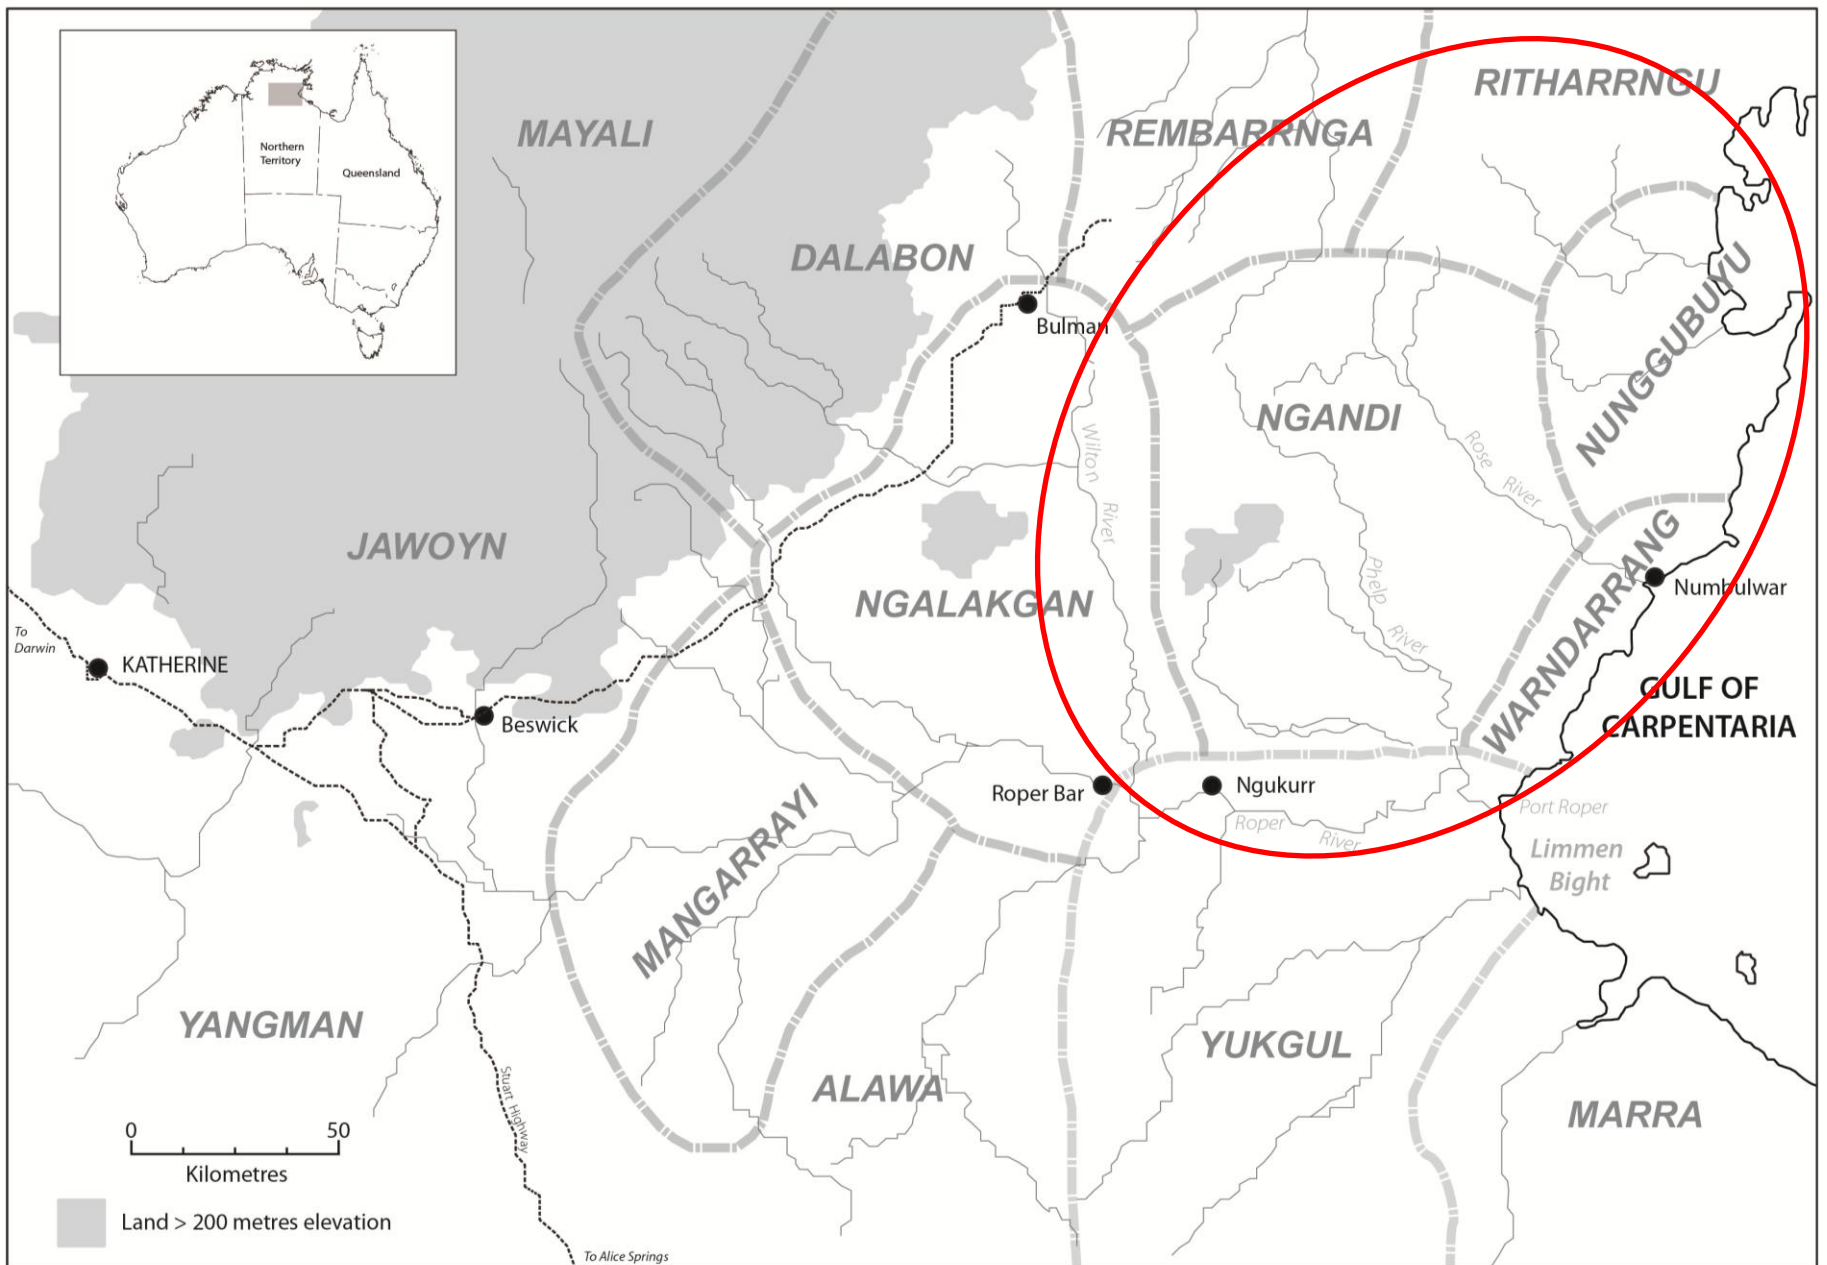 Northern
Territory
Queensland
MAYALI
REMBARRNGA
RITHARRNGU
DALABON
NUNGGUBUYU
Bulman
NGANDI
Wilton River
Rose River
JAWOYN
NGALAKGAN
Phelp River
WARNDARRANG
Numbulwar
To
Darwin
KATHERINE
Beswick
GULF OF
CARPENTARIA
Roper Bar
Ngukurr
Roper River
Port Roper
Limmen
Bight
MANGARRAYI
YANGMAN
Stuart Highway
ALAWA
YUKGUL
MARRA
0 50
Kilometres
Land > 200 metres elevation
To Alice Springs